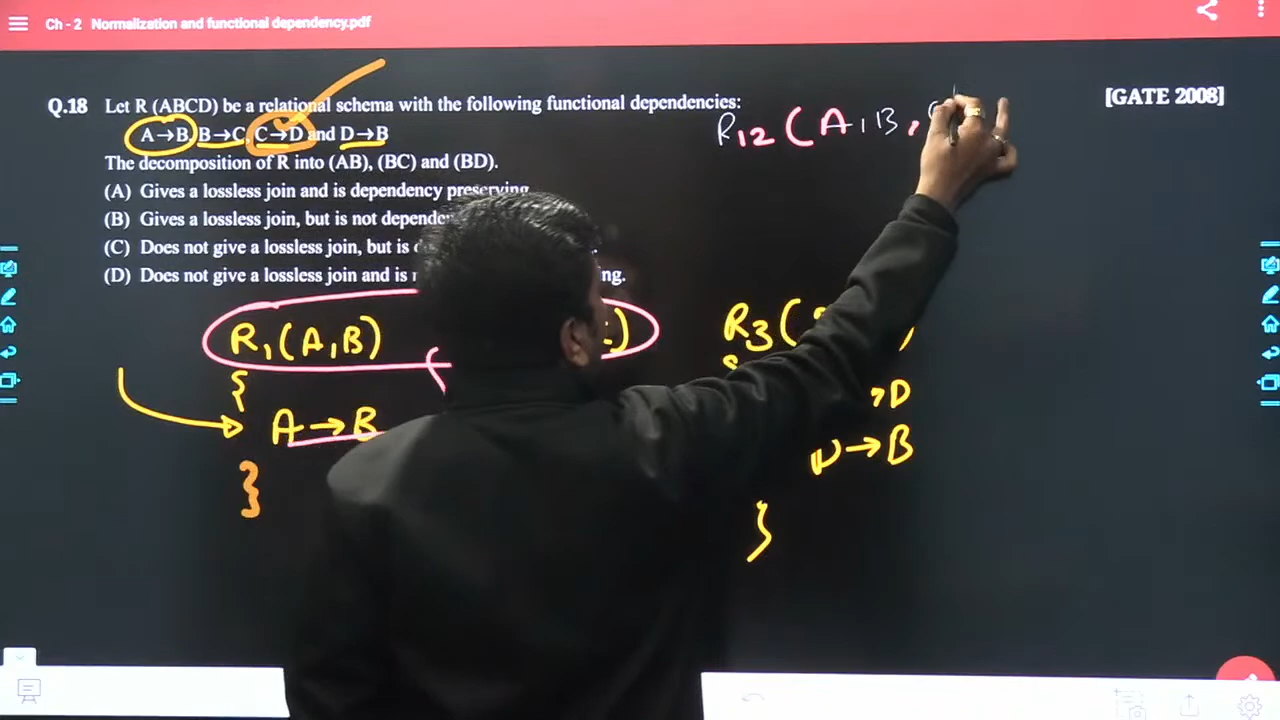 Ch - 2 Normalization and functional dependency.pdf
Q.18 Let R (ABCD) be a relational schema with the following functional dependencies: [GATE 2008]
A→B, B→C, C→D and D→B
The decomposition of R into (AB), (BC) and (BD).
(A) Gives a lossless join and is dependency preserving
(B) Gives a lossless join, but is not
(C) Does not give a lossless join, but is
(D) Does not give a lossless join and is
R12 (A, B,
R1(A,B)
R3(
{
A→B
D→B
}
}